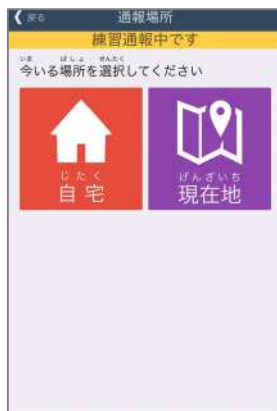 戻る 通報場所
練習通報中です
いま ばしょ せんたく
今いる場所を選択してください
じたく
自宅
げんざいち
現在地